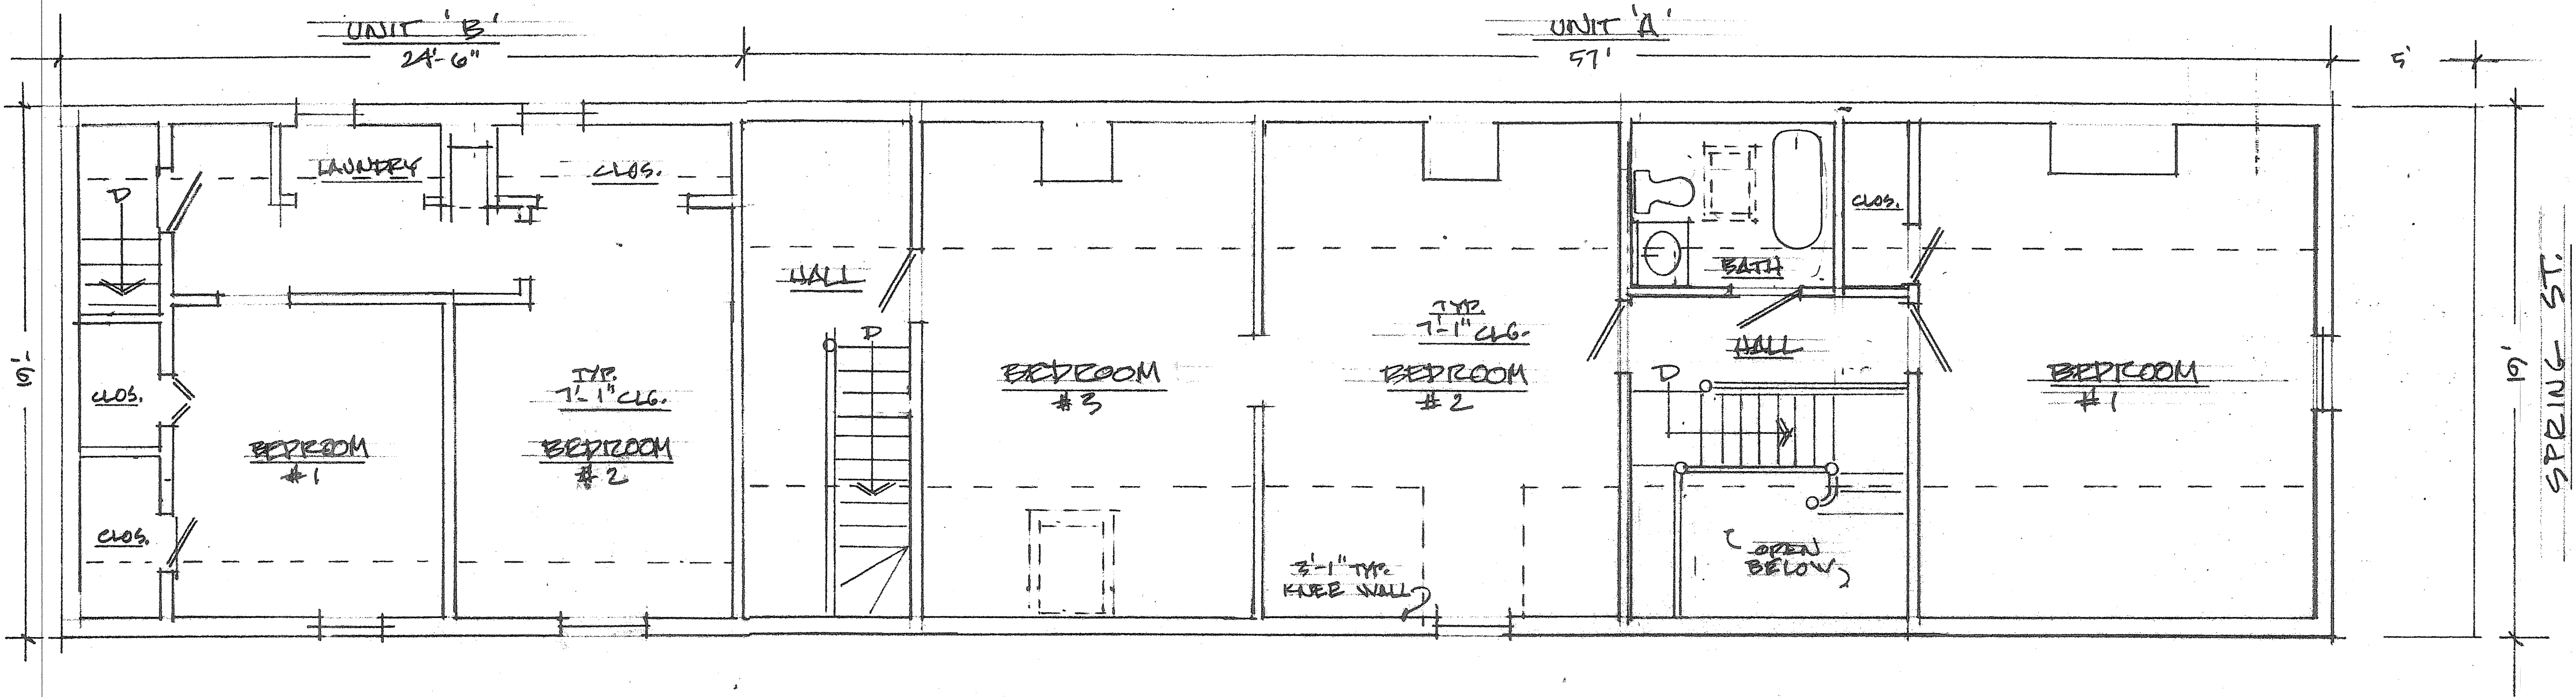 UNIT 'B'
24'-6"
UNIT 'A'
57'
5'
LAUNDRY
CLOS.
D
HALL
D
BATH
CLOS.
TYP.
7'-1" CLG.
BEDROOM
# 3
BEDROOM
# 2
HALL
D
BEDROOM
# 1
19'
19'
SPRING ST.
CLOS.
TYP.
7'-1" CLG.
BEDROOM
# 1
BEDROOM
# 2
CLOS.
3'-1" TYP.
KNEE WALL
OPEN
BELOW